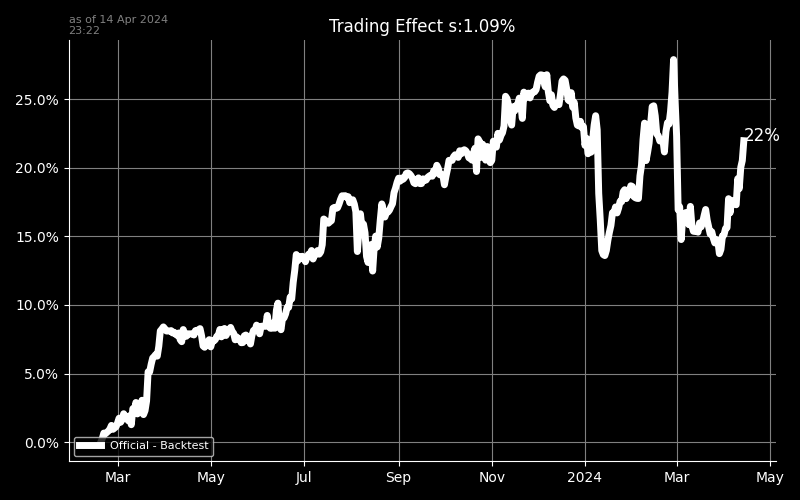 as of 14 Apr 2024
23:22
Trading Effect s:1.09%
25.0%
20.0%
15.0%
10.0%
5.0%
0.0%
22%
Official - Backtest
Mar
May
Jul
Sep
Nov
2024
Mar
May